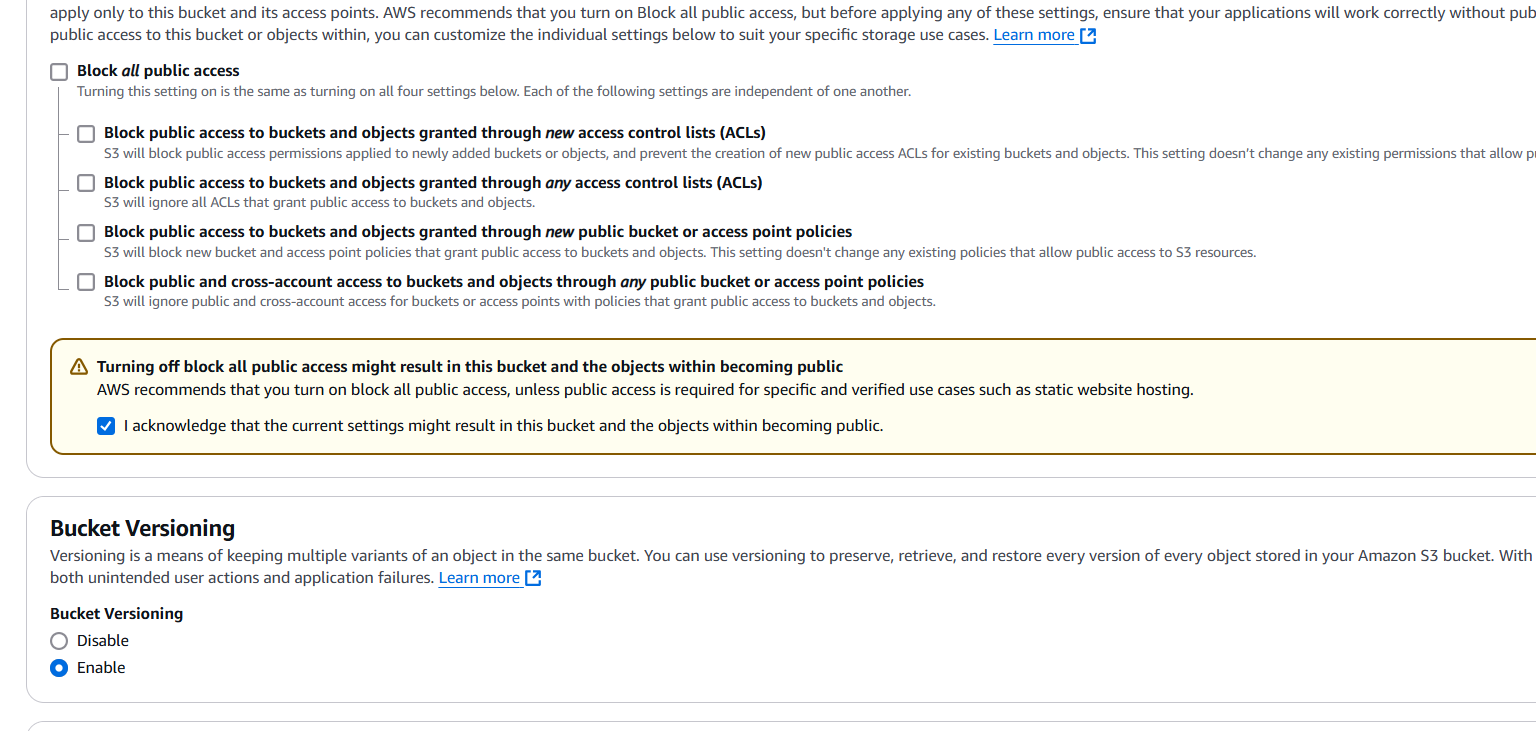 apply only to this bucket and its access points. AWS recommends that you turn on Block all public access, but before applying any of these settings, ensure that your applications will work correctly without
public access to this bucket or objects within, you can customize the individual settings below to suit your specific storage use cases. Learn more
Block all public access
Turning this setting on is the same as turning on all four settings below. Each of the following settings are independent of one another.
Block public access to buckets and objects granted through new access control lists (ACLs)
S3 will block public access permissions applied to newly added buckets or objects, and prevent the creation of new public access ACLs for existing buckets and objects. This setting doesn't change any existing permissions that allow
Block public access to buckets and objects granted through any access control lists (ACLs)
S3 will ignore all ACLs that grant public access to buckets and objects.
Block public access to buckets and objects granted through new public bucket or access point policies
S3 will block new bucket and access point policies that grant public access to buckets and objects. This setting doesn't change any existing policies that allow public access to S3 resources.
Block public and cross-account access to buckets and objects through any public bucket or access point policies
S3 will ignore public and cross-account access for buckets or access points with policies that grant public access to buckets and objects.
Turning off block all public access might result in this bucket and the objects within becoming public
AWS recommends that you turn on block all public access, unless public access is required for specific and verified use cases such as static website hosting.
I acknowledge that the current settings might result in this bucket and the objects within becoming public.
Bucket Versioning
Versioning is a means of keeping multiple variants of an object in the same bucket. You can use versioning to preserve, retrieve, and restore every version of every object stored in your Amazon S3 bucket. With
both unintended user actions and application failures. Learn more
Bucket Versioning
Disable
Enable